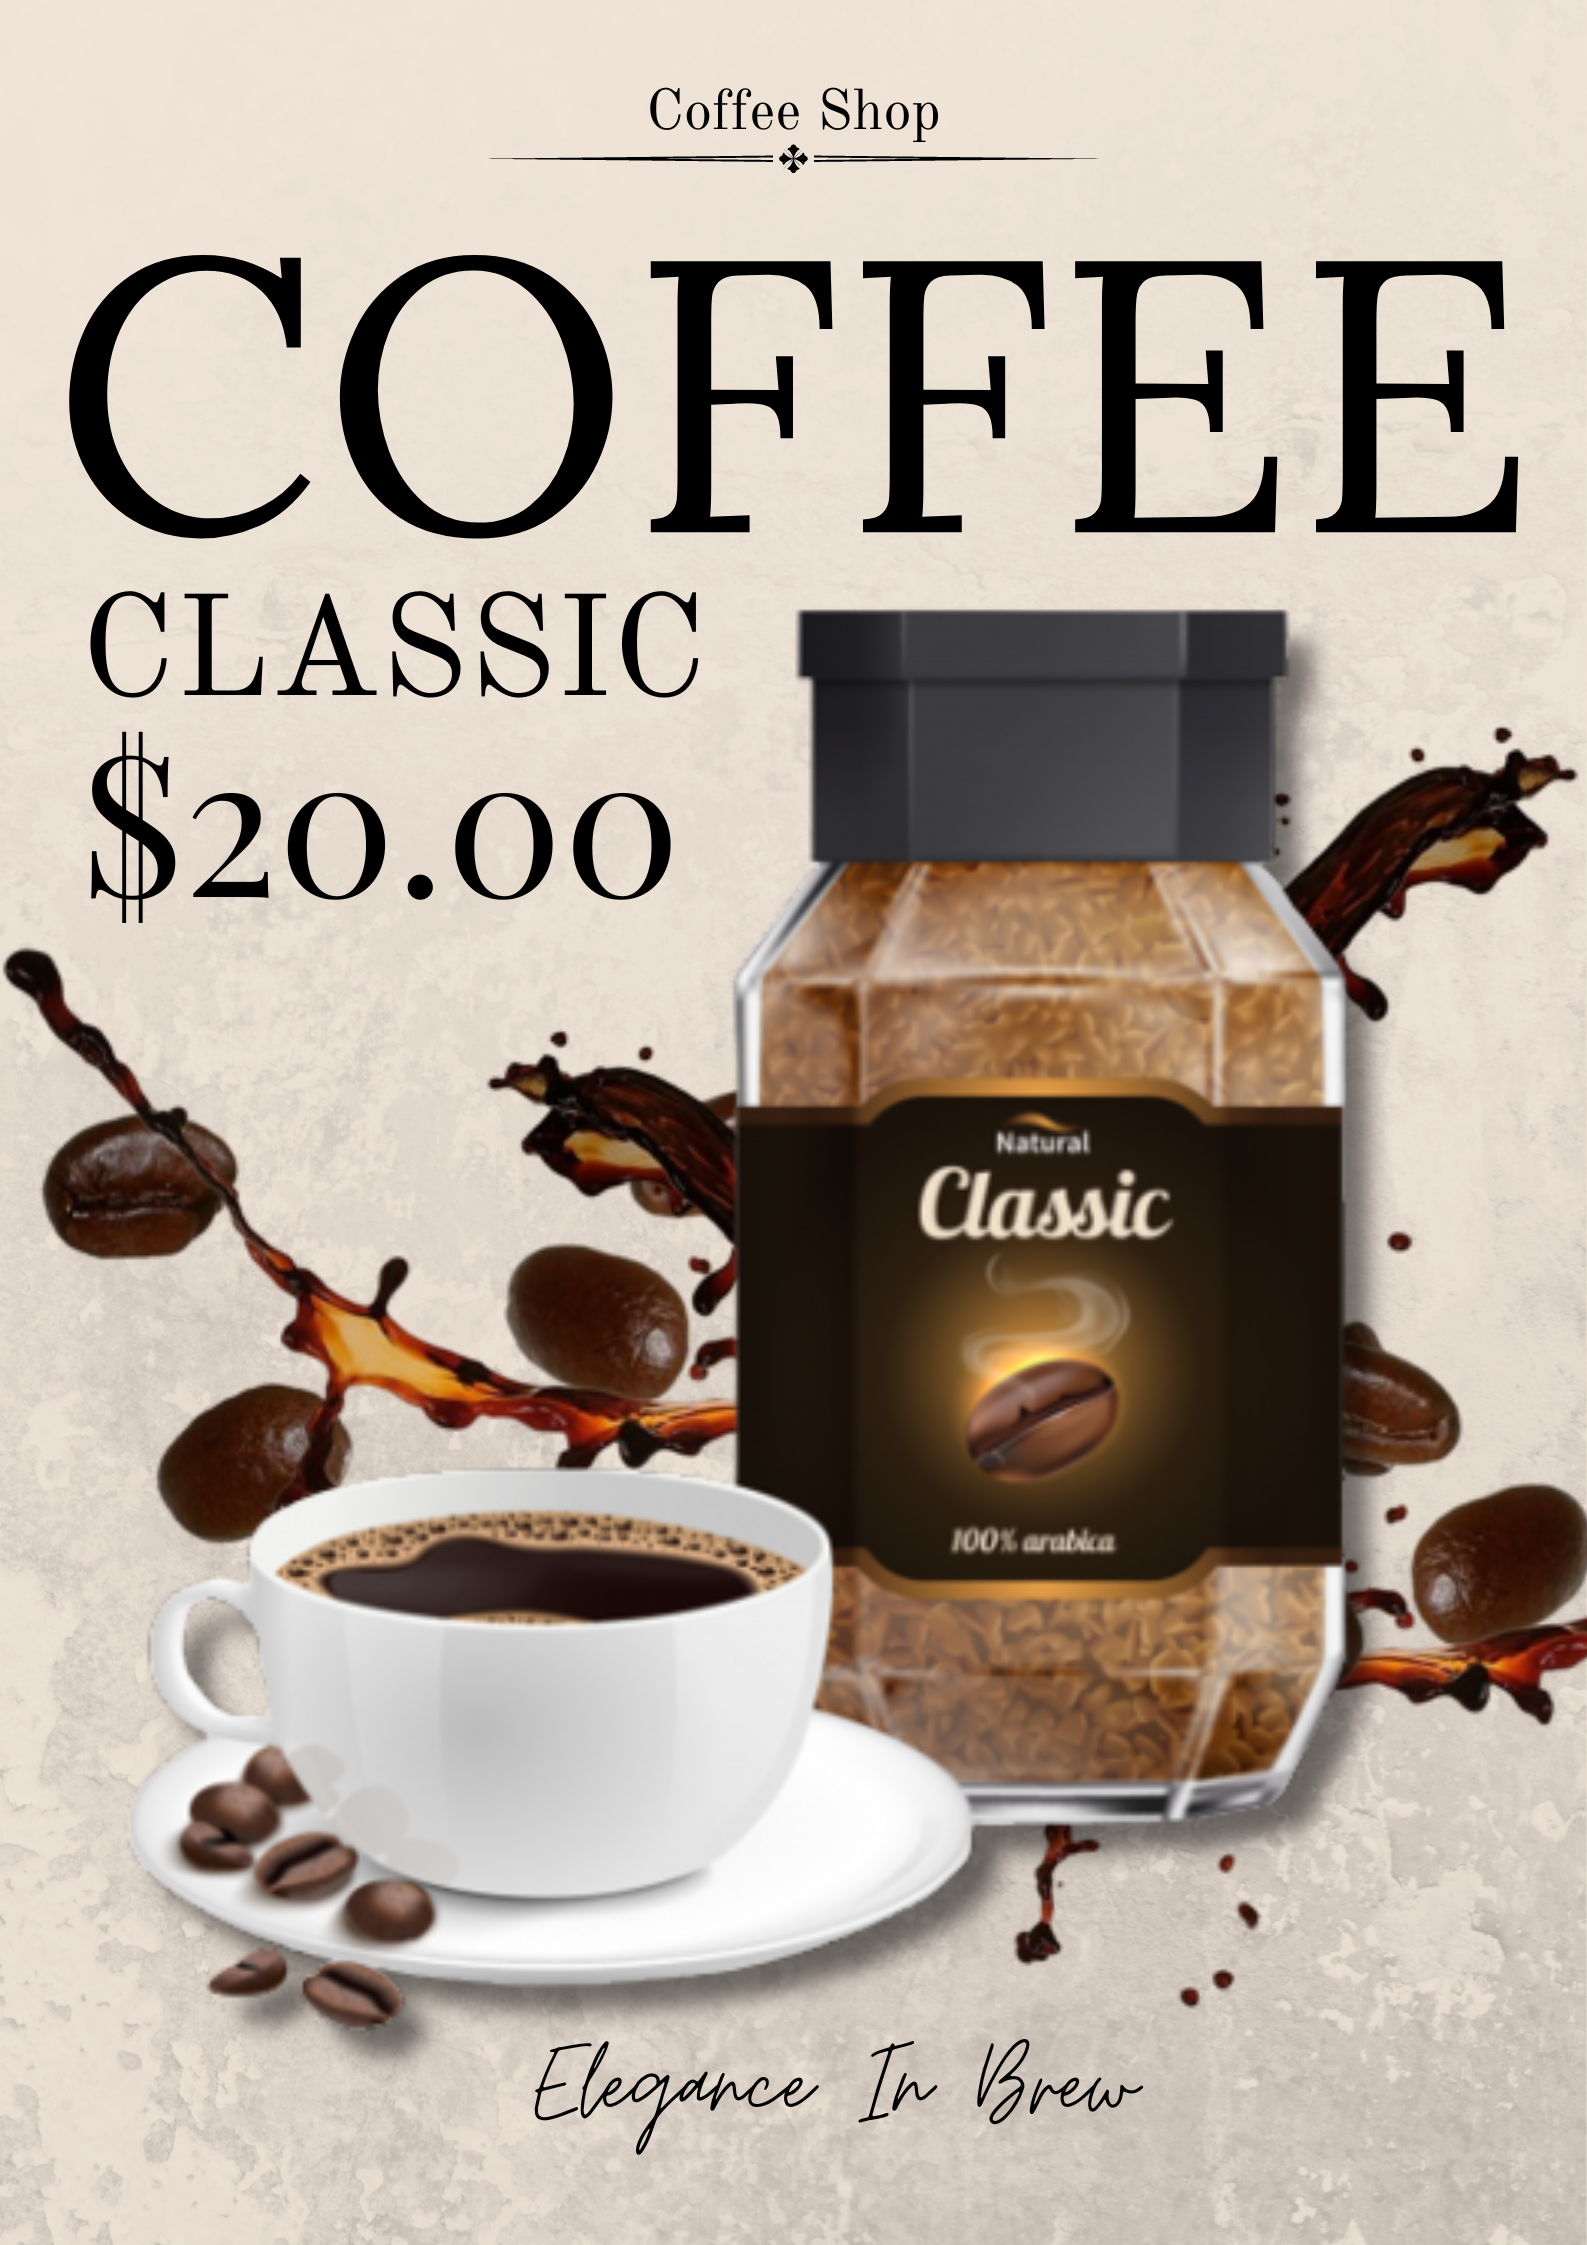 Coffee Shop
COFFEE
CLASSIC
$20.00
Natural
Classic
100% arabica
Elegance In Brew